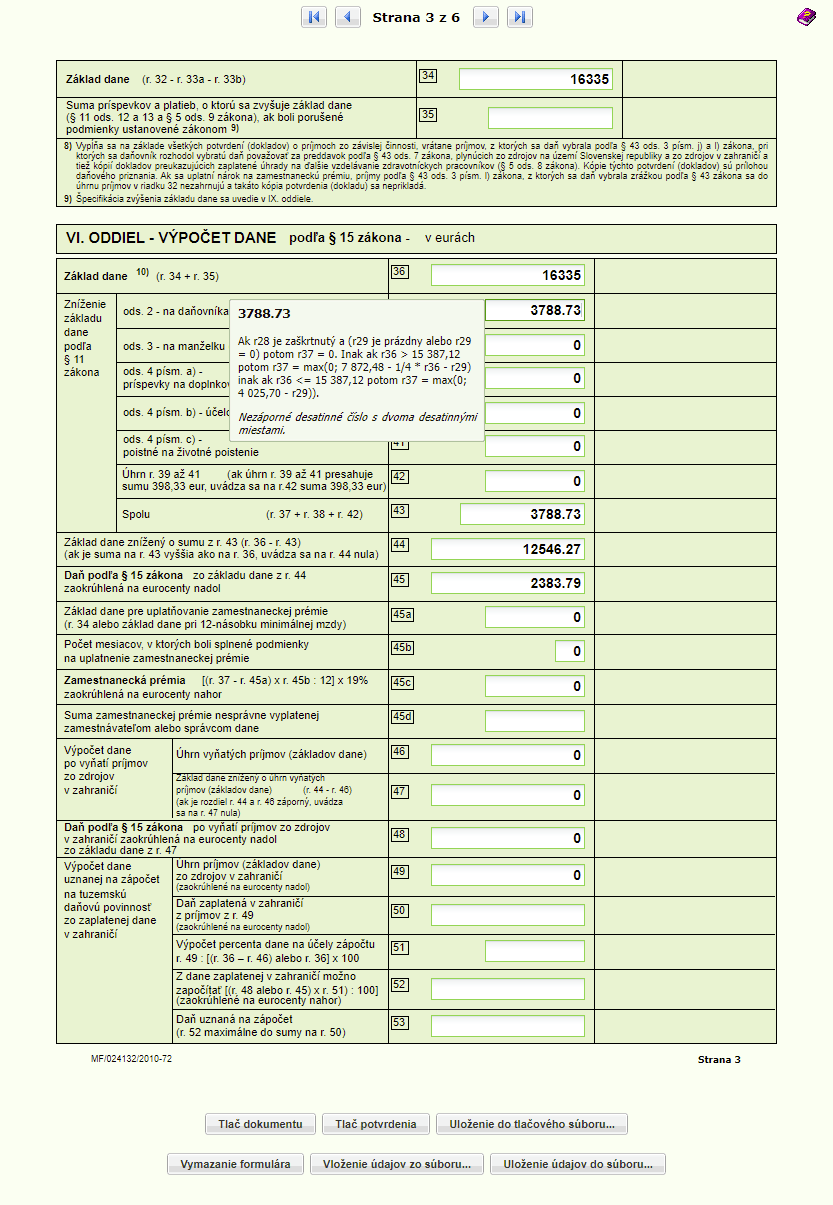 Strana 3 z 6
Základ dane (r. 32 - r. 33a - r. 33b) 34 16335
Suma príspevkov a platieb, o ktorú sa zvyšuje základ dane
(§ 11 ods. 12 a 13 a § 5 ods. 9 zákona), ak boli porušené
podmienky ustanovené zákonom 9)
35
8) Vypĺňa sa na základe všetkých potvrdení (dokladov) o príjmoch zo závislej činnosti, vrátane príjmov, z ktorých sa daň vybrala podľa § 43 ods. 3 písm. j) a l) zákona, pri
ktorých sa daňovník rozhodol vybratú daň považovať za preddavok podľa § 43 ods. 7 zákona, plynúcich zo zdrojov na území Slovenskej republiky a zo zdrojov v zahraničí a
tiež kópií dokladov preukazujúcich zaplatené úhrady na ďalšie vzdelávanie zdravotníckych pracovníkov (§ 5 ods. 8 zákona). Kópie týchto potvrdení (dokladov) sú prílohou
daňového priznania. Ak sa uplatní nárok na zamestnaneckú prémiu, príjmy podľa § 43 ods. 3 písm. l) zákona, z ktorých sa daň vybrala zrážkou podľa § 43 zákona sa do
úhrnu príjmov v riadku 32 nezahrnujú a takáto kópia potvrdenia (dokladu) sa neprikladá.
9) Špecifikácia zvýšenia základu dane sa uvedie v IX. oddiele.
VI. ODDIEL - VÝPOČET DANE podľa § 15 zákona - v eurách
Základ dane 10) (r. 34 + r. 35) 36 16335
Zníženie
základu
dane
podľa
§ 11
zákona
ods. 2 - na daňovníka 3788.73
3788.73
Ak r28 je zaškrtnutý a (r29 je prázdny alebo r29
= 0) potom r37 = 0. Inak ak r36 > 15 387,12
potom r37 = max(0; 7 872,48 - 1/4 * r36 - r29)
inak ak r36 <= 15 387,12 potom r37 = max(0;
4 025,70 - r29)).
Nezáporné desatinné číslo s dvoma desatinnými
miestami.
ods. 3 - na manželku 0
ods. 4 písm. a) -
príspevky na doplnkov
0
ods. 4 písm. b) - účelo 0
ods. 4 písm. c) -
poistné na životné poistenie
41 0
Úhrn r. 39 až 41 (ak úhrn r. 39 až 41 presahuje
sumu 398,33 eur, uvádza sa na r.42 suma 398,33 eur)
42 0
Spolu (r. 37 + r. 38 + r. 42) 43 3788.73
Základ dane znížený o sumu z r. 43 (r. 36 - r. 43)
(ak je suma na r. 43 vyššia ako na r. 36, uvádza sa na r. 44 nula)
44 12546.27
Daň podľa § 15 zákona zo základu dane z r. 44
zaokrúhlená na eurocenty nadol
45 2383.79
Základ dane pre uplatňovanie zamestnaneckej prémie
(r. 34 alebo základ dane pri 12-násobku minimálnej mzdy)
45a 0
Počet mesiacov, v ktorých boli splnené podmienky
na uplatnenie zamestnaneckej prémie
45b 0
Zamestnanecká prémia [(r. 37 - r. 45a) x r. 45b : 12] x 19%
zaokrúhlená na eurocenty nahor
45c 0
Suma zamestnaneckej prémie nesprávne vyplatenej
zamestnávateľom alebo správcom dane
45d
Výpočet dane
po vyňatí príjmov
zo zdrojov
v zahraničí
Úhrn vyňatých príjmov (základov dane) 46 0
Základ dane znížený o úhrn vyňatých
príjmov (základov dane) (r. 44 - r. 46)
(ak je rozdiel r. 44 a r. 46 záporný, uvádza
sa na r. 47 nula)
47 0
Daň podľa § 15 zákona po vyňatí príjmov zo zdrojov
v zahraničí zaokrúhlená na eurocenty nadol
zo základu dane z r. 47
48 0
Výpočet dane
uznanej na zápočet
na tuzemskú
daňovú povinnosť
zo zaplatenej dane
v zahraničí
Úhrn príjmov (základov dane)
zo zdrojov v zahraničí
(zaokrúhlené na eurocenty nadol)
49 0
Daň zaplatená v zahraničí
z príjmov z r. 49
(zaokrúhlené na eurocenty nadol)
50
Výpočet percenta dane na účely zápočtu
r. 49 : [(r. 36 – r. 46) alebo r. 36] x 100
51
Z dane zaplatenej v zahraničí možno
započítať [(r. 48 alebo r. 45) x r. 51) : 100]
(zaokrúhlené na eurocenty nahor)
52
Daň uznaná na zápočet
(r. 52 maximálne do sumy na r. 50)
53
MF/024132/2010-72 Strana 3
Tlač dokumentu Tlač potvrdenia Uloženie do tlačového súboru...
Vymazanie formulára Vloženie údajov zo súboru... Uloženie údajov do súboru...